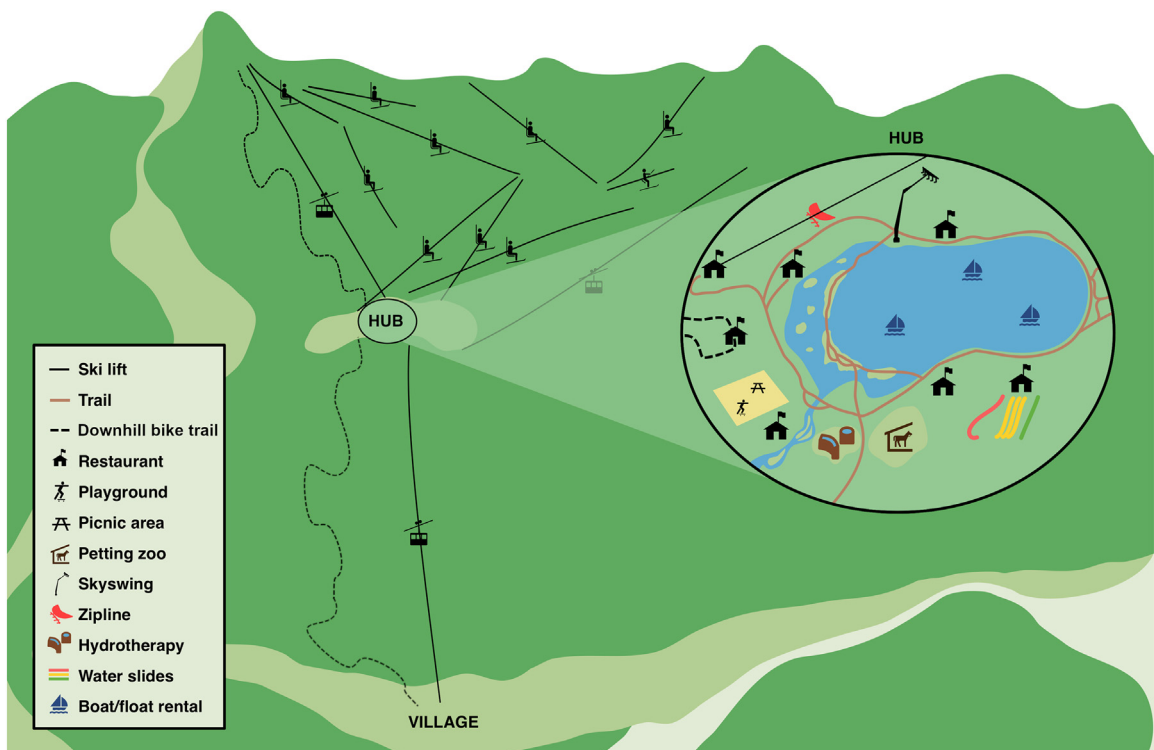 HUB
HUB
Ski lift
Trail
Downhill bike trail
Restaurant
Playground
Picnic area
Petting zoo
Skyswing
Zipline
Hydrotherapy
Water slides
Boat/float rental
VILLAGE